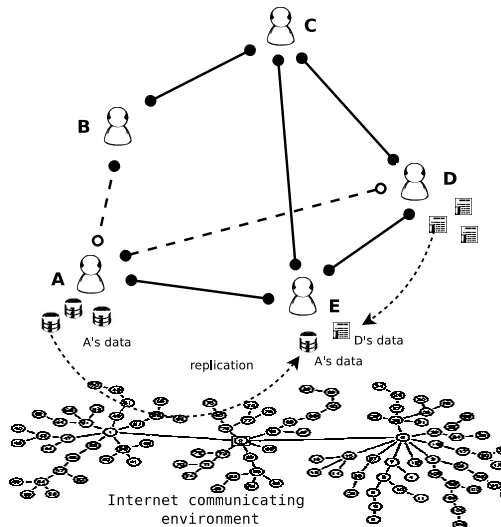 C
B
D
A
E
A's data
D's data
A's data
replication
Internet communicating
environment